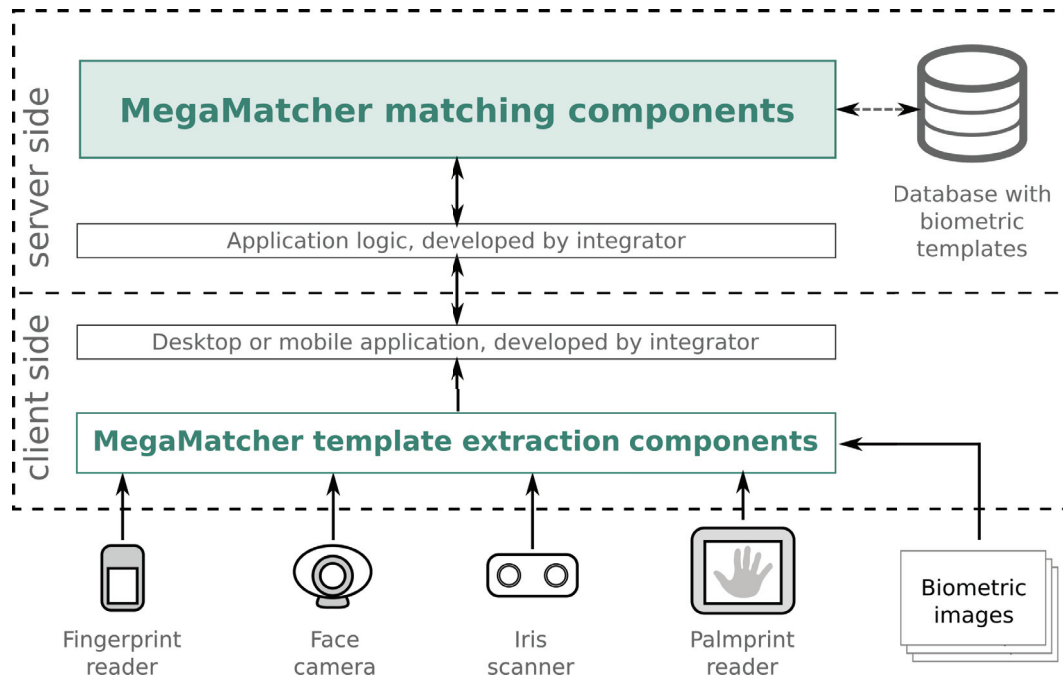 server side
MegaMatcher matching components
Database with
biometric
templates
Application logic, developed by integrator
client side
Desktop or mobile application, developed by integrator
MegaMatcher template extraction components
Fingerprint
reader
Face
camera
Iris
scanner
Palmprint
reader
Biometric
images